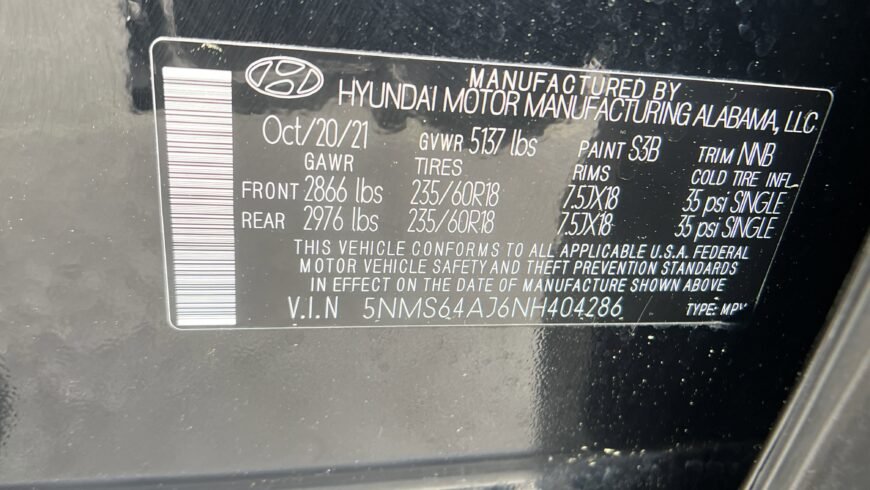 MANUFACTURED BY
HYUNDAI MOTOR MANUFACTURING ALABAMA, LLC
Oct/20/21 GVWR 5137 lbs PAINT S3B TRIM NNB
GAWR TIRES RIMS COLD TIRE INFL.
FRONT 2866 lbs 235/60R18 7.5JX18 35 psi SINGLE
REAR 2976 lbs 235/60R18 7.5JX18 35 psi SINGLE
THIS VEHICLE CONFORMS TO ALL APPLICABLE U.S.A. FEDERAL
MOTOR VEHICLE SAFETY AND THEFT PREVENTION STANDARDS
IN EFFECT ON THE DATE OF MANUFACTURE SHOWN ABOVE
V.I.N 5NMS64AJ6NH404286 TYPE: MPV